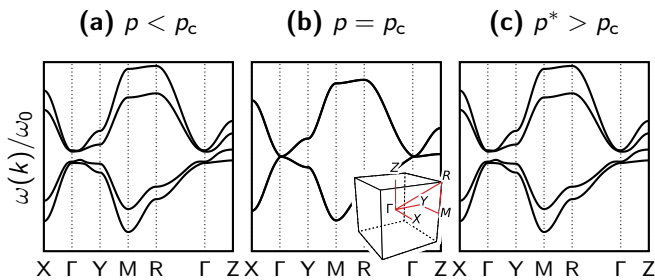 (a) p < pc (b) p = pc (c) p* > pc
ω(k)/ω0
Z
R
Γ
Y
M
X
X Γ Y M R Γ Z X Γ Y M R Γ Z X Γ Y M R Γ Z